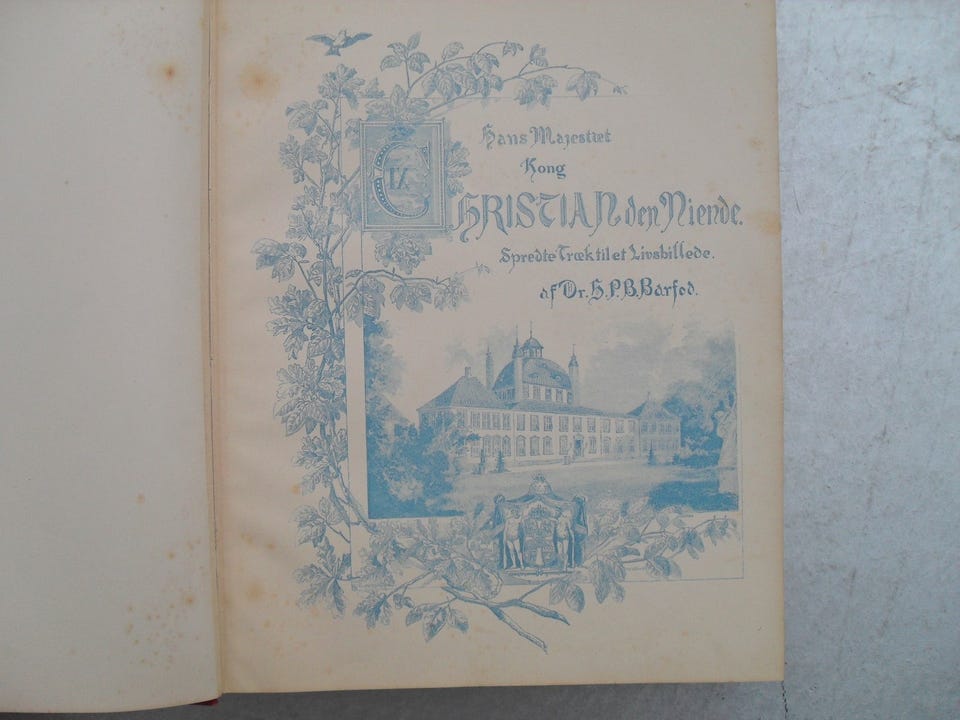 Hans Majestæt
Kong
CHRISTIAN den Niende.
Spredte Træk til et Livsbillede.
af Dr. H. P. B. Barfod.
IX